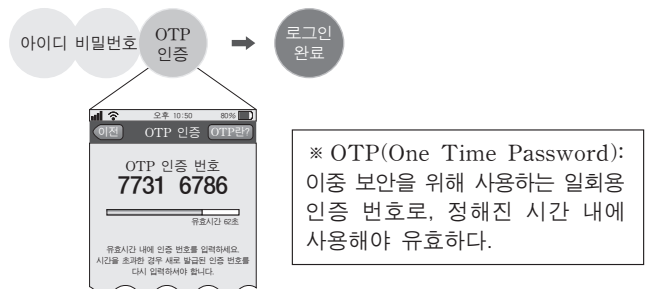 아이디 비밀번호 OTP 인증
➡
로그인
완료
오후 10:50 80%
이전 OTP 인증 OTP란?
OTP 인증 번호
7731 6786
유효시간 62초
유효시간 내에 인증 번호를 입력하세요.
시간을 초과한 경우 새로 발급된 인증 번호를
다시 입력하셔야 합니다.
※ OTP(One Time Password):
이중 보안을 위해 사용하는 일회용
인증 번호로, 정해진 시간 내에
사용해야 유효하다.